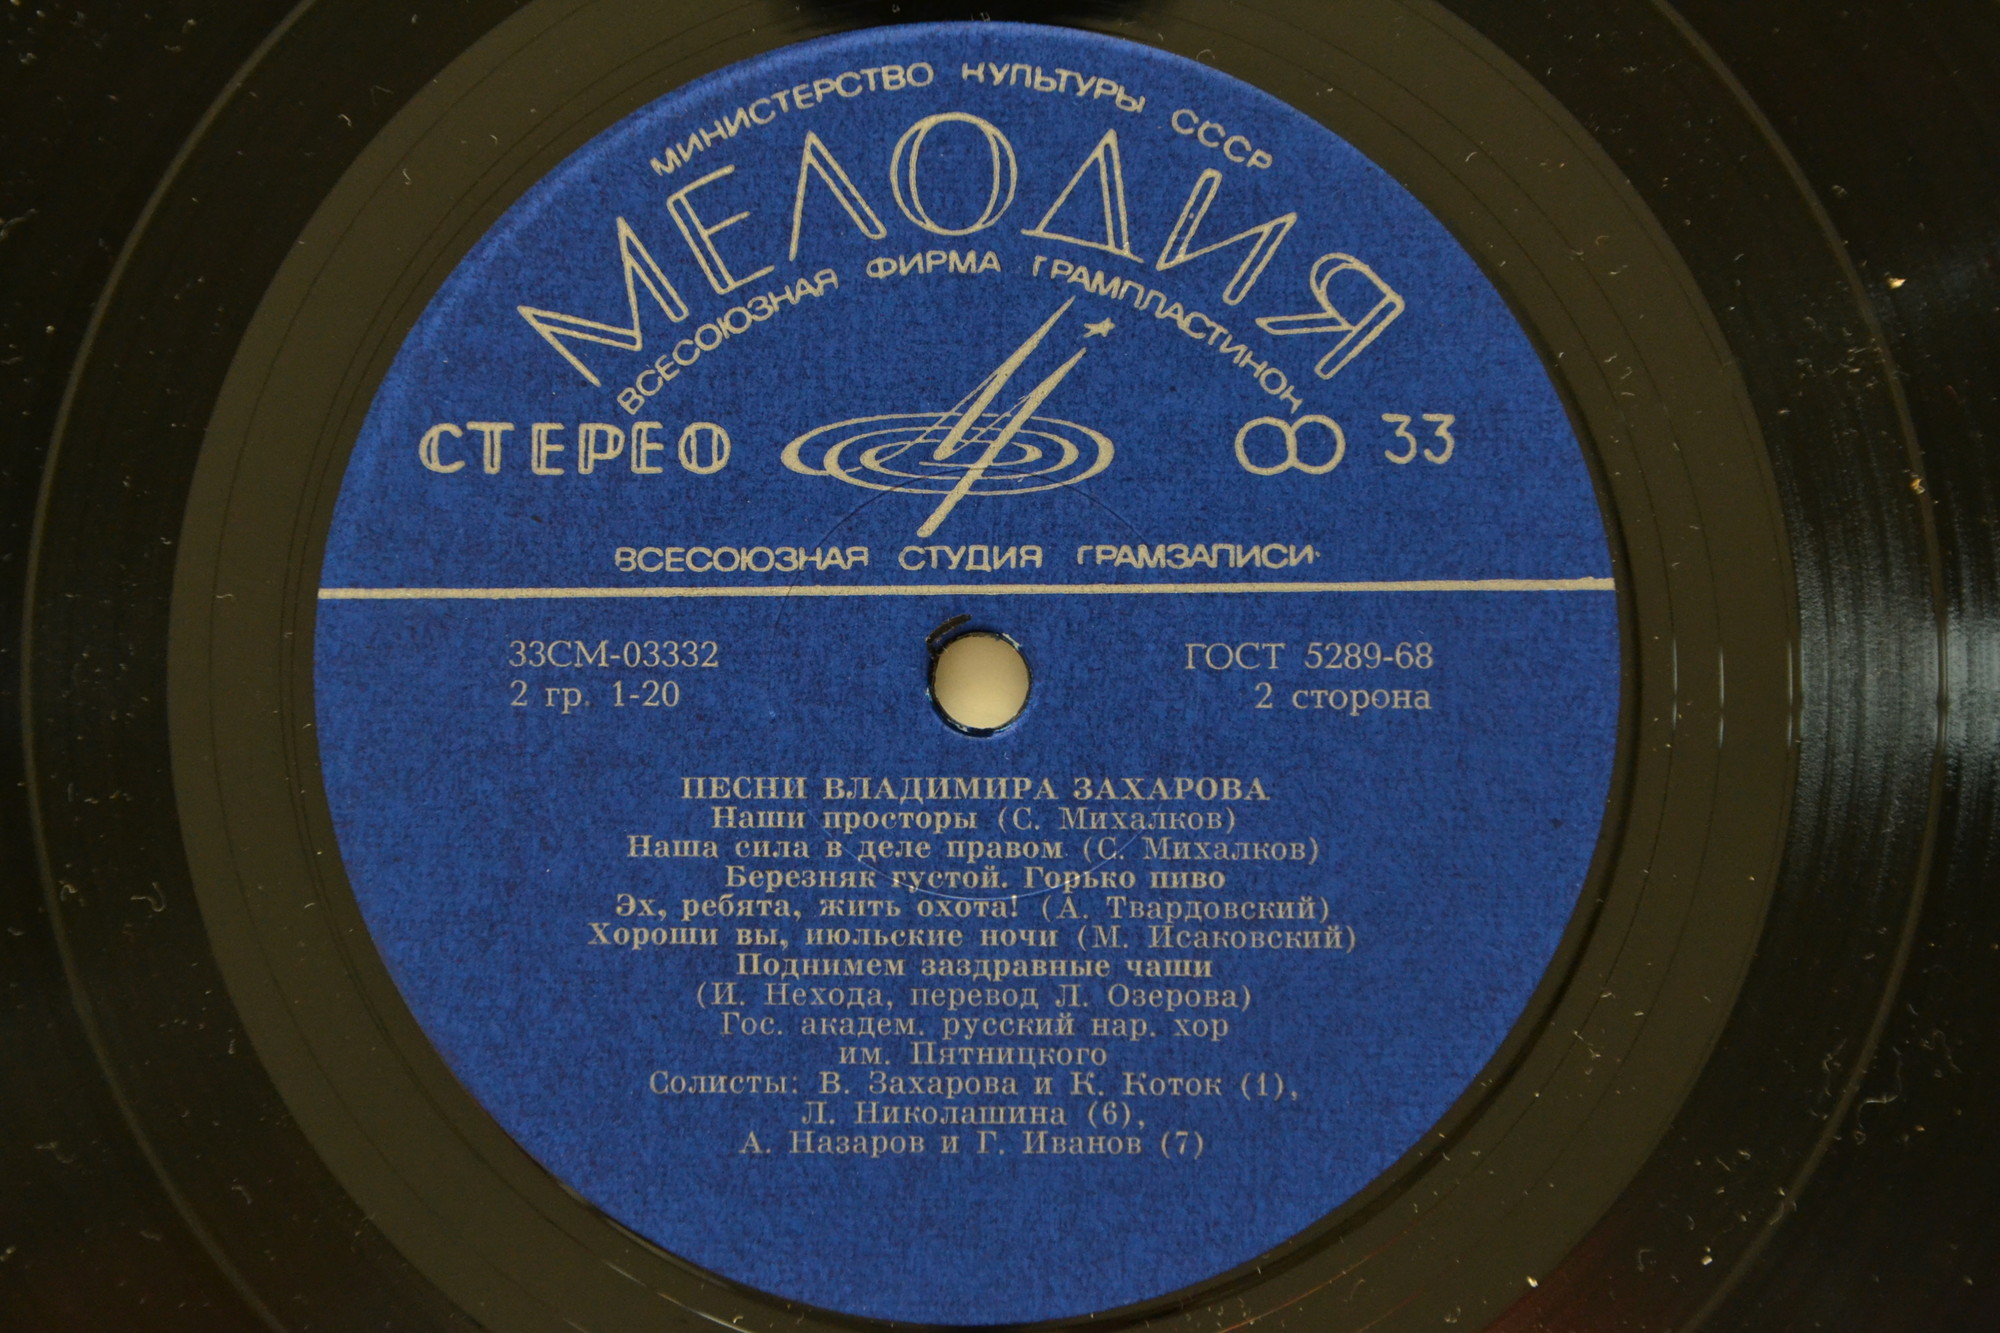 МИНИСТЕРСТВО КУЛЬТУРЫ СССР
МЕЛОДИЯ
ВСЕСОЮЗНАЯ ФИРМА ГРАМПЛАСТИНОК
СТЕРЕО
33
ВСЕСОЮЗНАЯ СТУДИЯ ГРАМЗАПИСИ
33СМ-03332
ГОСТ 5289-68
2 гр. 1-20
2 сторона
ПЕСНИ ВЛАДИМИРА ЗАХАРОВА
Наши просторы (С. Михалков)
Наша сила в деле правом (С. Михалков)
Березняк густой. Горько пиво
Эх, ребята, жить охота! (А. Твардовский)
Хороши вы, июльские ночи (М. Исаковский)
Поднимем заздравные чаши
(И. Нехода, перевод Л. Озерова)
Гос. академ. русский нар. хор
им. Пятницкого
Солисты: В. Захарова и К. Коток (1),
Л. Николашина (6),
А. Назаров и Г. Иванов (7)